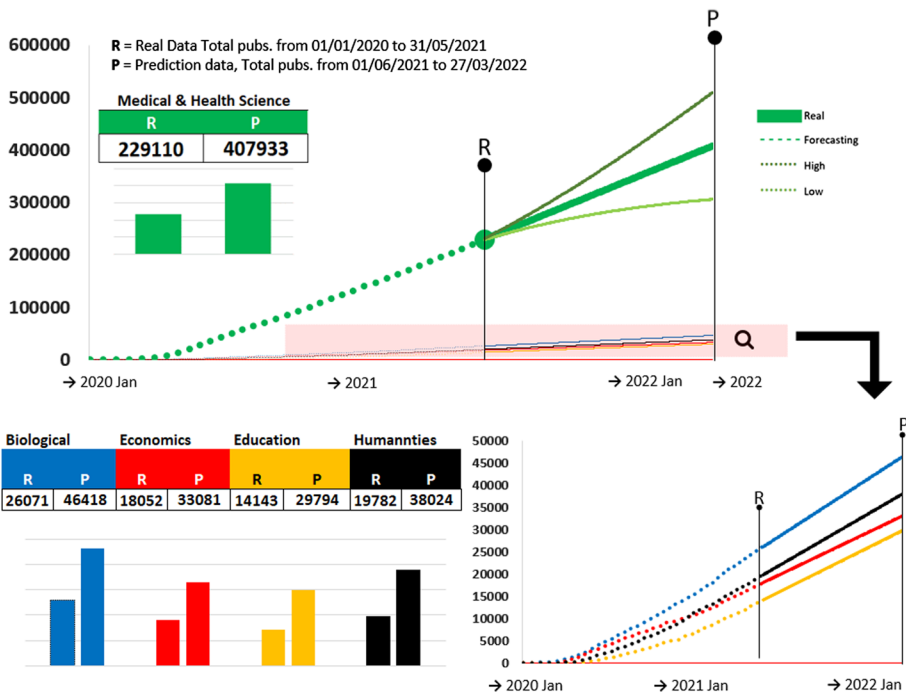 P
600000
R = Real Data Total pubs. from 01/01/2020 to 31/05/2021
P = Prediction data, Total pubs. from 01/06/2021 to 27/03/2022
500000
Medical & Health Science
R P
229110 407933
Real
Forecasting
High
Low
400000
R
300000
200000
100000
0
→ 2020 Jan → 2021 → 2022 Jan → 2022
Biological Economics Education Humannties
R P R P R P R P
26071 46418 18052 33081 14143 29794 19782 38024
P
50000
45000
40000
35000
R
30000
25000
20000
15000
10000
5000
0
→ 2020 Jan → 2021 Jan → 2022 Jan